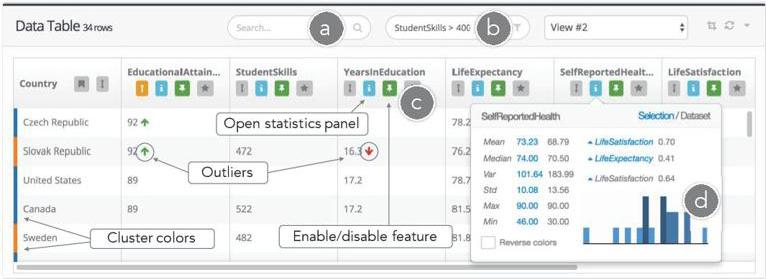 Data Table 34 rows
Search...
a
StudentSkills > 400
b
View #2
Country
EducationalAttain...
StudentSkills
YearsInEducation
LifeExpectancy
SelfReportedHealt...
LifeSatisfaction
c
Open statistics panel
Czech Republic 92 78.2
Slovak Republic 92 472 16.3 76.2
Outliers
United States 89 17.2 78.7
Canada 89 522 17.2 81.5
Cluster colors
Enable/disable feature
Sweden 482 81.
SelfReportedHealth Selection / Dataset
Mean 73.23 68.79 LifeSatisfaction 0.70
Median 74.00 70.50 LifeExpectancy 0.41
Var 101.64 183.99 LifeSatisfaction 0.64
Std 10.08 13.56
Max 90.00 90.00
Min 46.00 30.00
d
Reverse colors